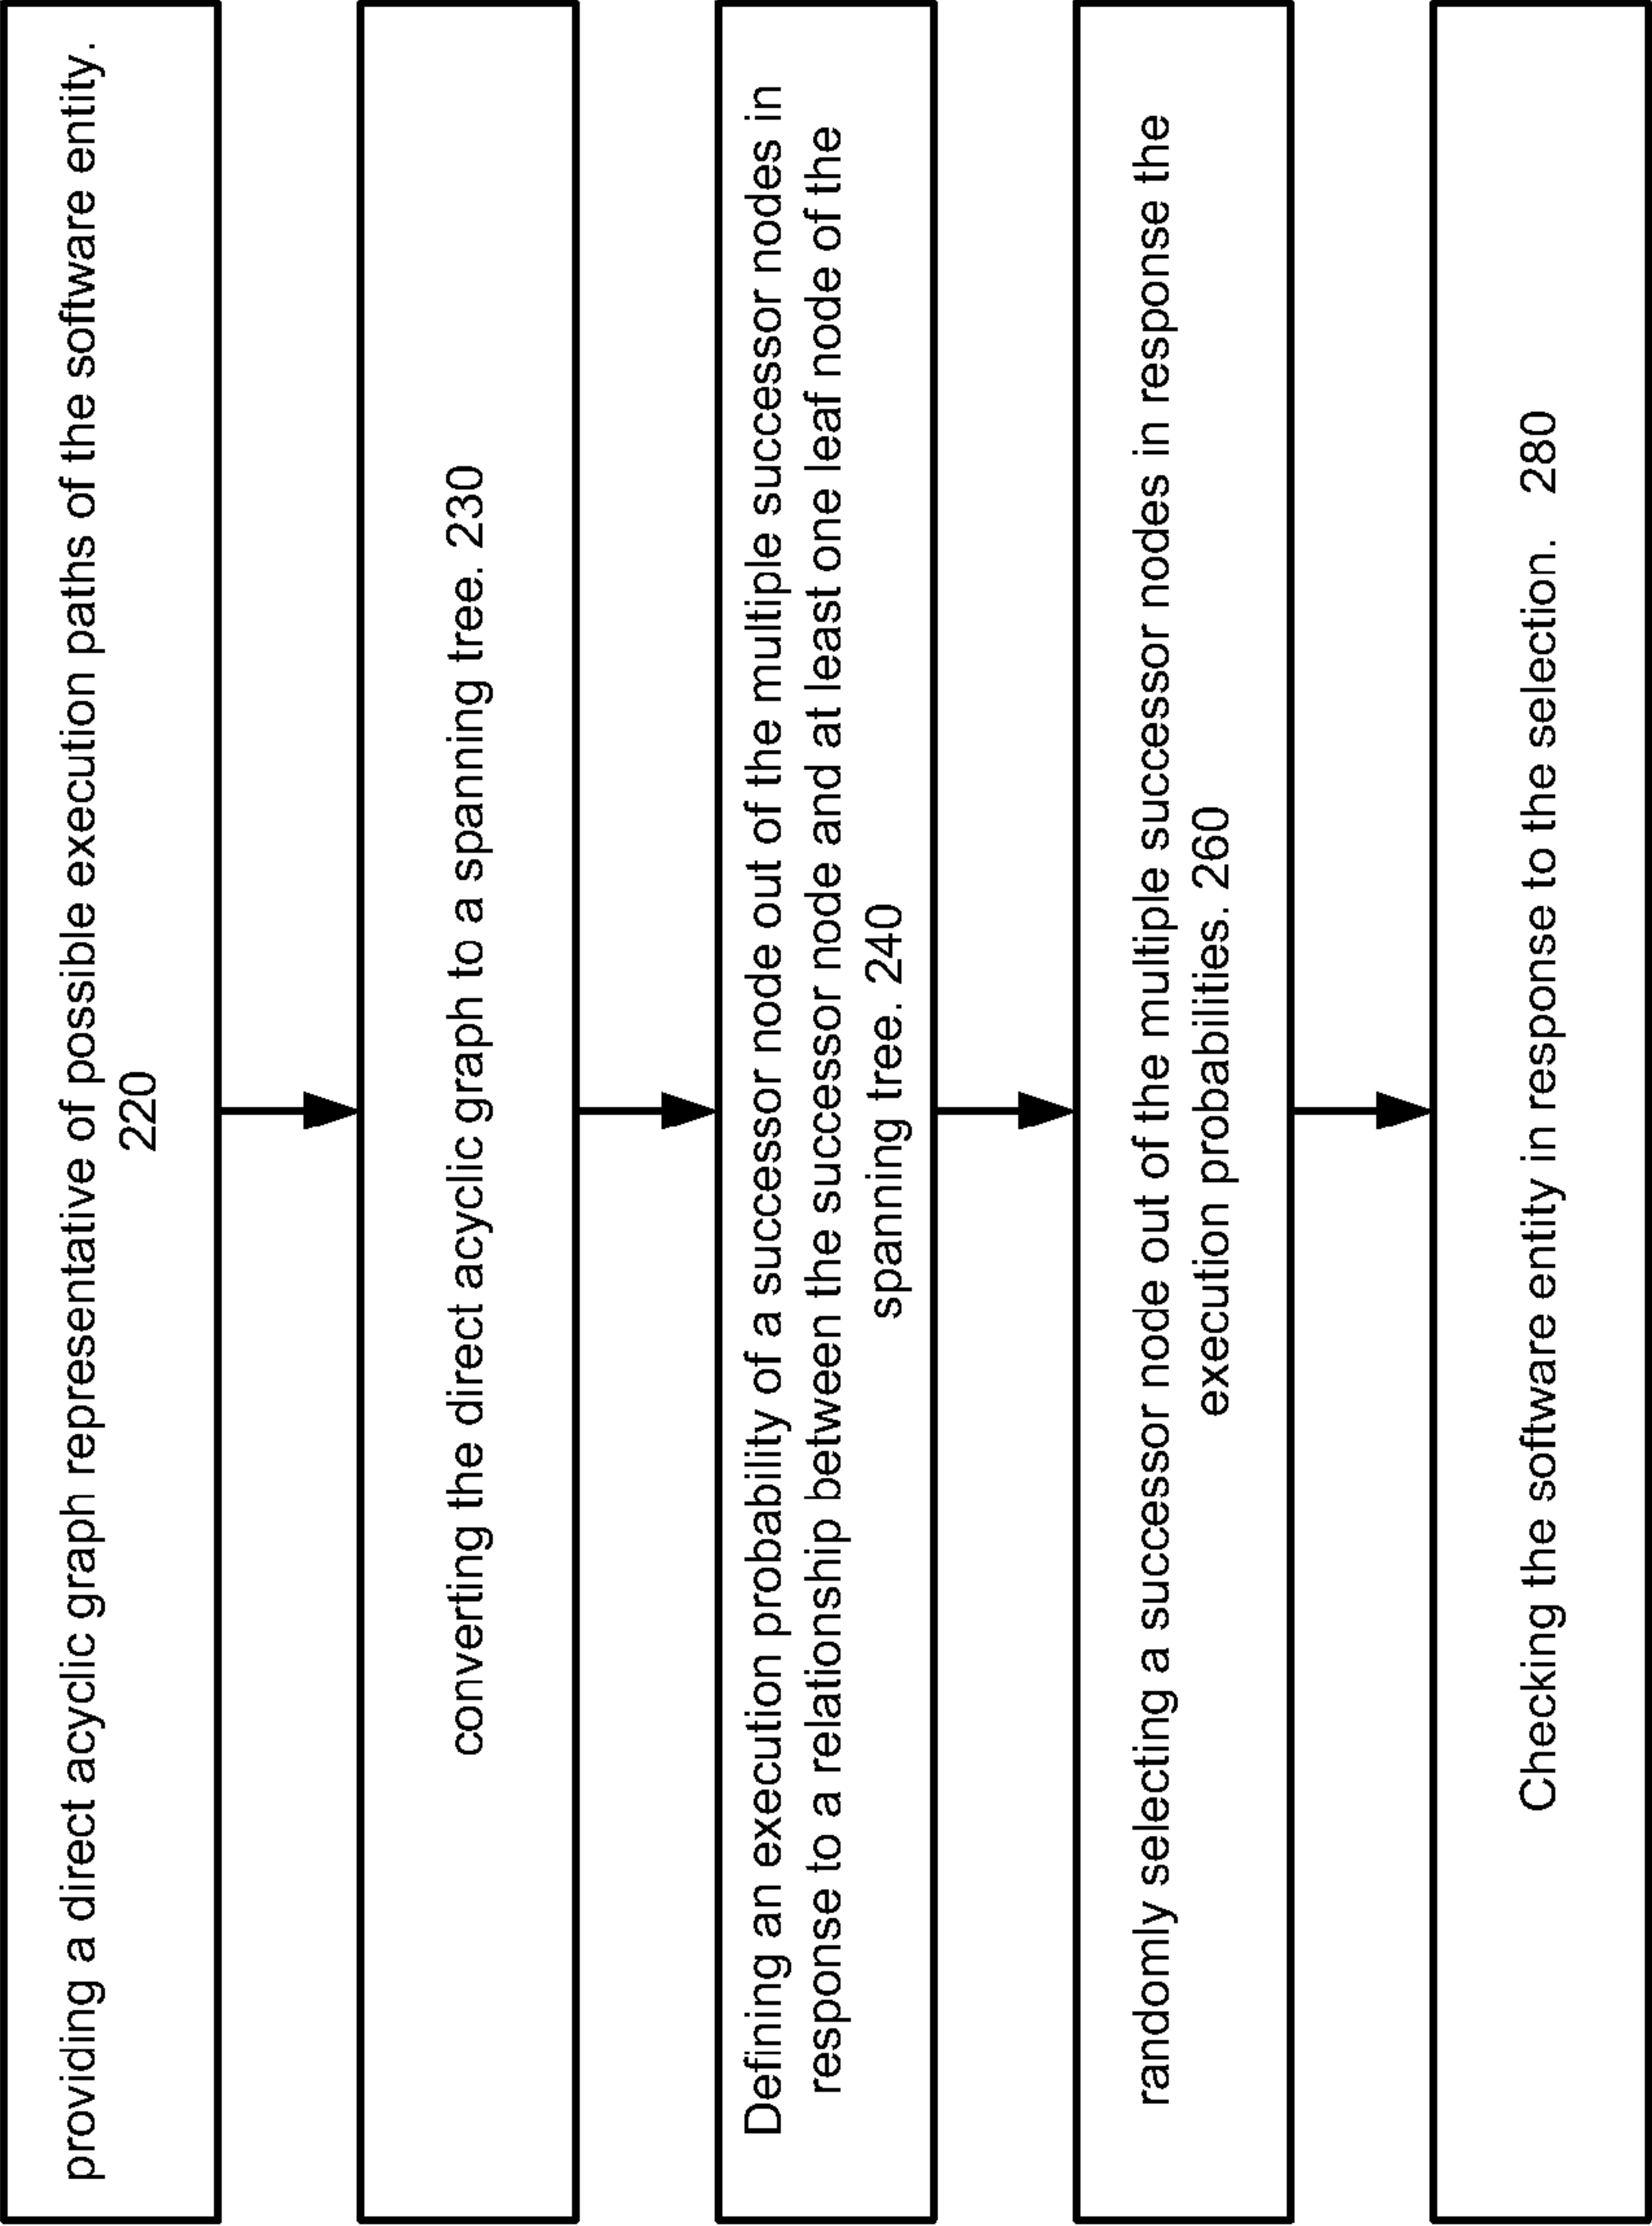 providing a direct acyclic graph representative of possible execution paths of the software entity.
220
converting the direct acyclic graph to a spanning tree. 230
Defining an execution probability of a successor node out of the multiple successor nodes in
response to a relationship between the successor node and at least one leaf node of the
spanning tree. 240
randomly selecting a successor node out of the multiple successor nodes in response the
execution probabilities. 260
Checking the software entity in response to the selection. 280